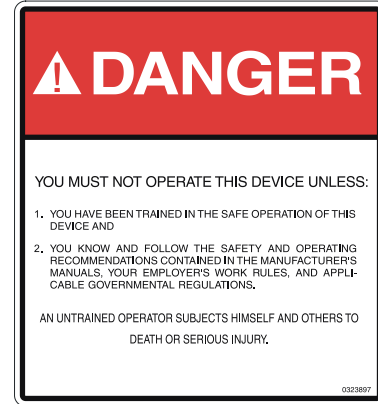 DANGER
YOU MUST NOT OPERATE THIS DEVICE UNLESS:
1. YOU HAVE BEEN TRAINED IN THE SAFE OPERATION OF THIS
DEVICE AND
2. YOU KNOW AND FOLLOW THE SAFETY AND OPERATING
RECOMMENDATIONS CONTAINED IN THE MANUFACTURER'S
MANUALS, YOUR EMPLOYER'S WORK RULES, AND APPLI-
CABLE GOVERNMENTAL REGULATIONS.
AN UNTRAINED OPERATOR SUBJECTS HIMSELF AND OTHERS TO
DEATH OR SERIOUS INJURY.
0323897